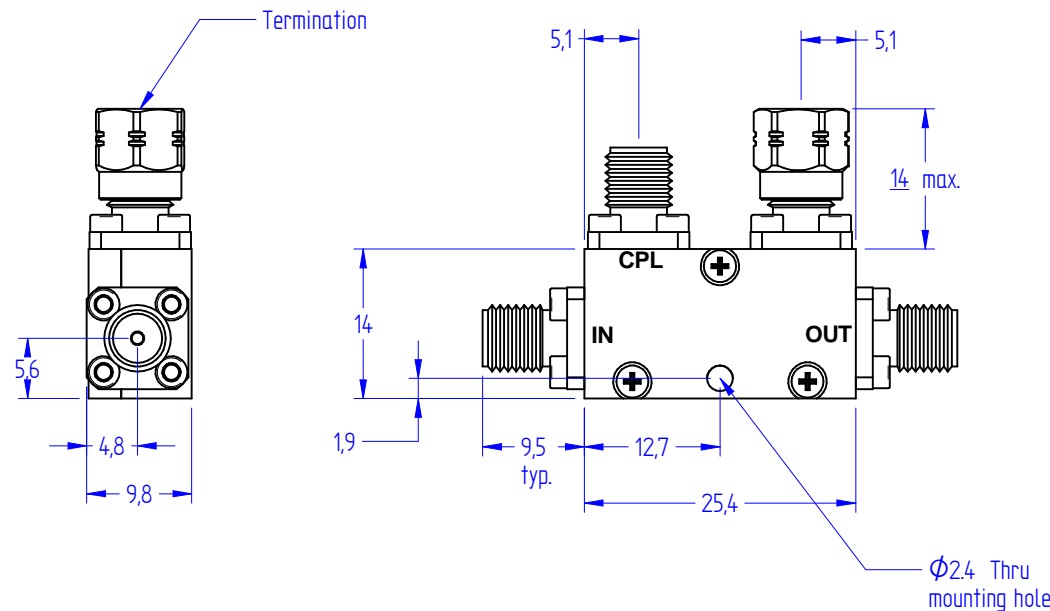 Termination
5,1
5,1
14 max.
CPL
14
IN
OUT
5,6
1,9
4,8
9,5
typ.
12,7
9,8
25,4
Φ2.4 Thru
mounting hole